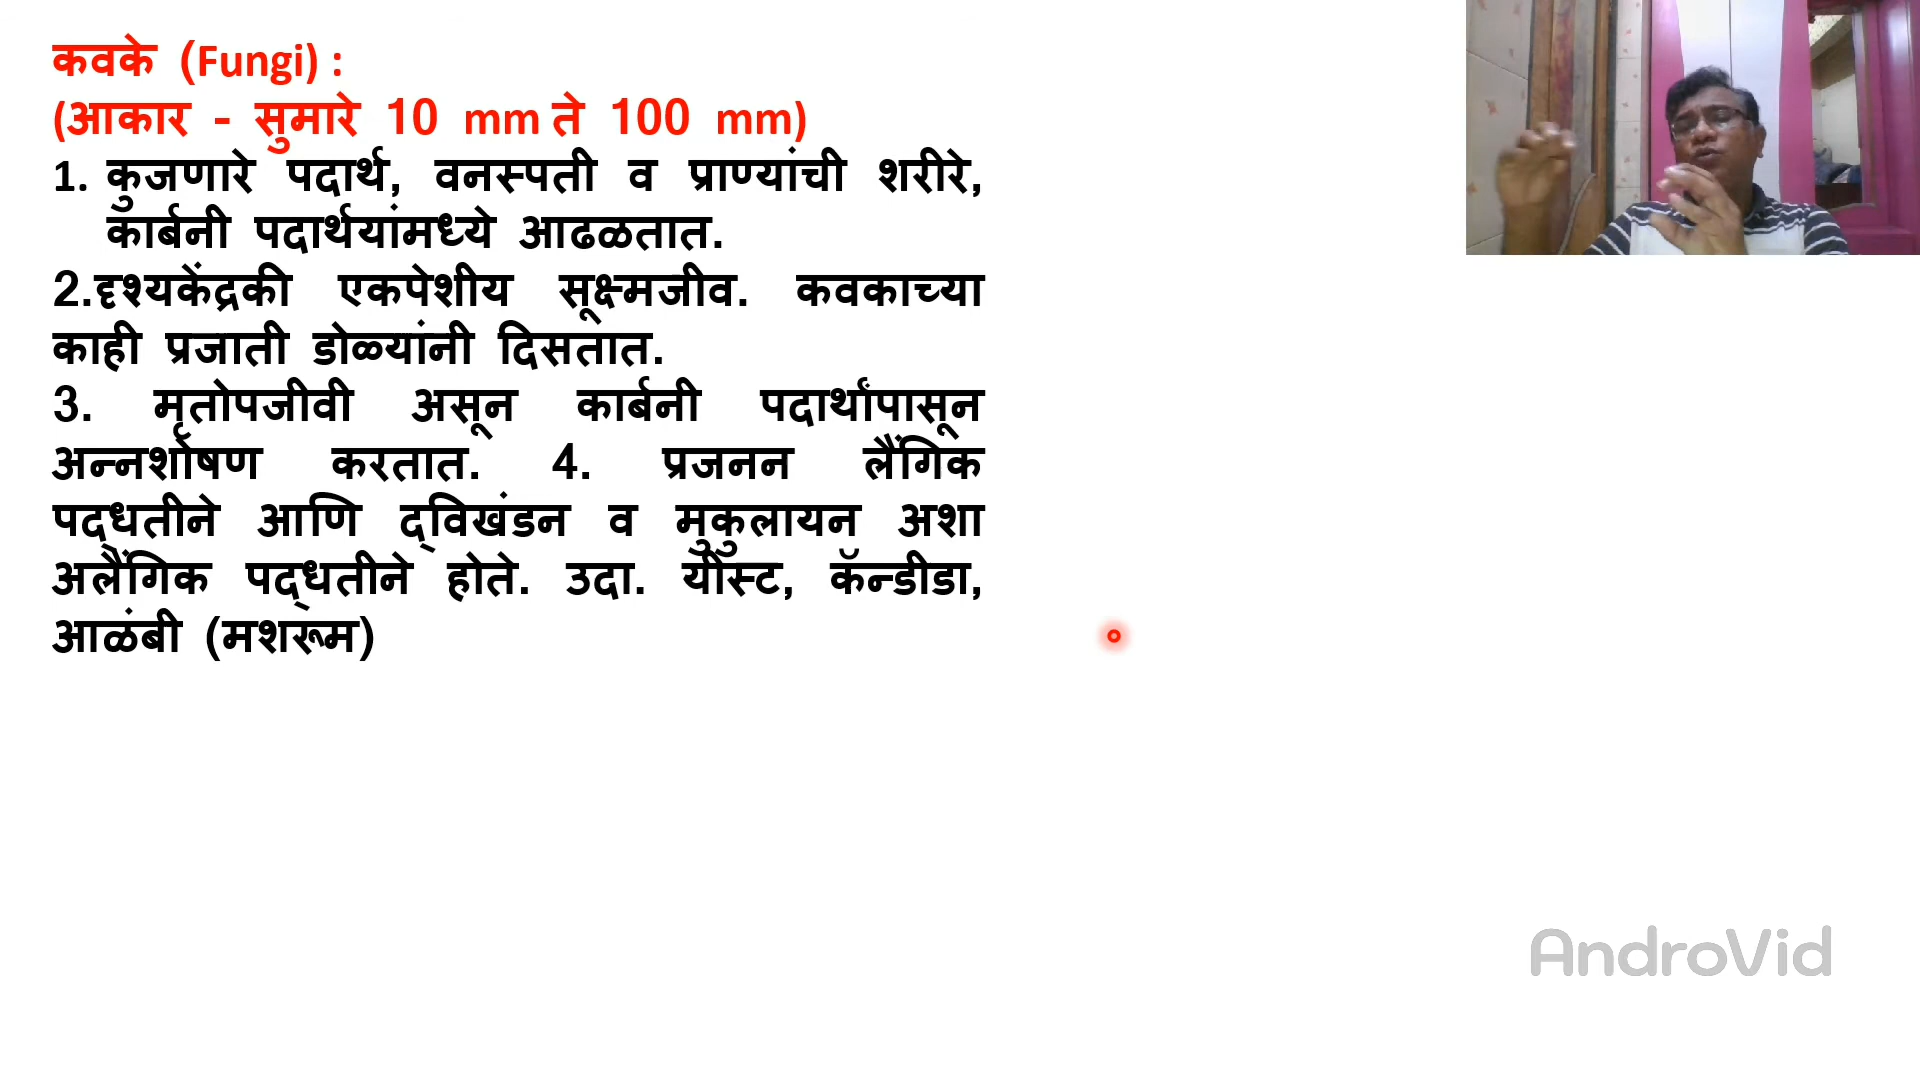 कवके (Fungi) :
(आकार - सुमारे 10 mm ते 100 mm)
1. कुजणारे पदार्थ, वनस्पती व प्राण्यांची शरीरे,
कार्बनी पदार्थयांमध्ये आढळतात.
2.दृश्यकेंद्रकी एकपेशीय सूक्ष्मजीव. कवकाच्या
काही प्रजाती डोळ्यांनी दिसतात.
3. मृतोपजीवी असून कार्बनी पदार्थांपासून
अन्नशोषण करतात. 4. प्रजनन लैंगिक
पद्धतीने आणि द्विखंडन व मुकुलायन अशा
अलैंगिक पद्धतीने होते. उदा. यीस्ट, कॅन्डीडा,
आळंबी (मशरूम)
AndroVid